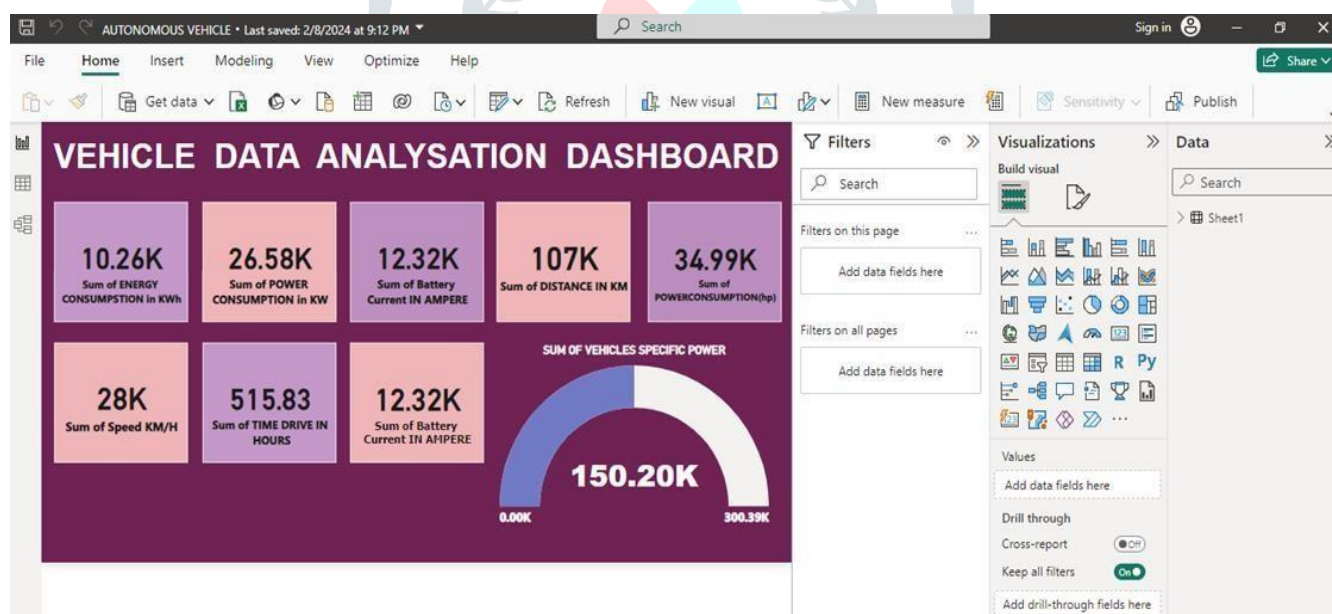 AUTONOMOUS VEHICLE • Last saved: 2/8/2024 at 9:12 PM
Search
Sign in
File Home Insert Modeling View Optimize Help
Share
Get data
Refresh
New visual
New measure
Sensitivity
Publish
VEHICLE DATA ANALYSATION DASHBOARD
10.26K
Sum of ENERGY
CONSUMPSTION in KWh
26.58K
Sum of POWER
CONSUMPTION in KW
12.32K
Sum of Battery
Current IN AMPERE
107K
Sum of DISTANCE IN KM
34.99K
Sum of
POWERCONSUMPTION(hp)
28K
Sum of Speed KM/H
515.83
Sum of TIME DRIVE IN
HOURS
12.32K
Sum of Battery
Current IN AMPERE
SUM OF VEHICLES SPECIFIC POWER
150.20K
0.00K
300.39K
Filters
Search
Filters on this page
Add data fields here
Filters on all pages
Add data fields here
Visualizations
Build visual
123
R Py
Values
Add data fields here
Drill through
Cross-report
Off
Keep all filters
On
Add drill-through fields here
Data
Search
Sheet1